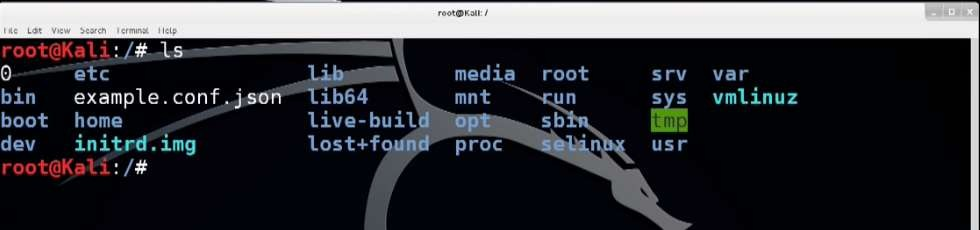 root@Kali: /
File Edit View Search Terminal Help
root@Kali:/# ls
0 etc lib media root srv var
bin example.conf.json lib64 mnt run sys vmlinuz
boot home live-build opt sbin tmp
dev initrd.img lost+found proc selinux usr
root@Kali:/#